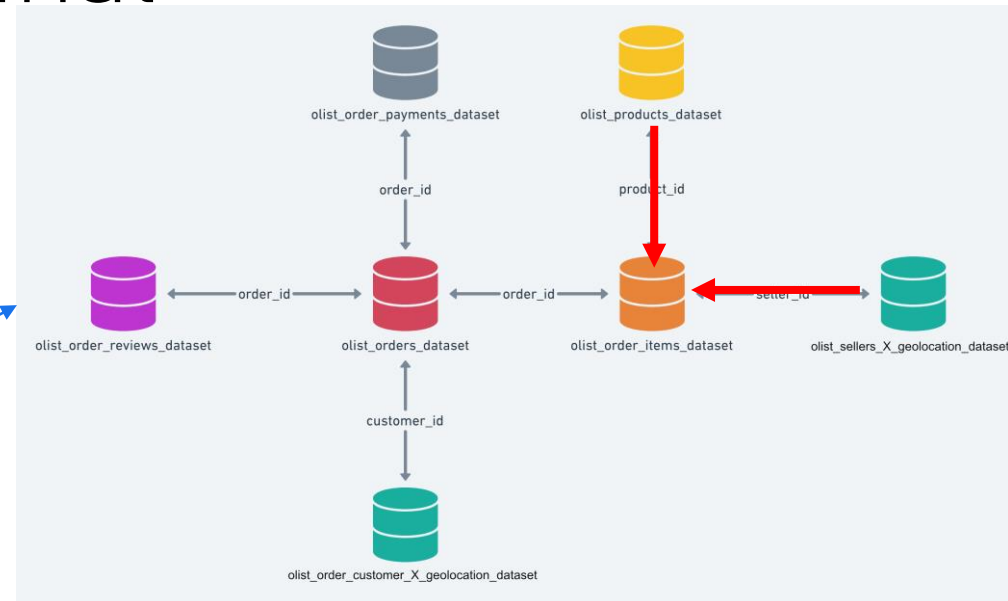 olist_order_payments_dataset
olist_products_dataset
order_id
product_id
order_id
order_id
seller_id
olist_order_reviews_dataset
olist_orders_dataset
olist_order_items_dataset
olist_sellers_X_geolocation_dataset
customer_id
olist_order_customer_X_geolocation_dataset